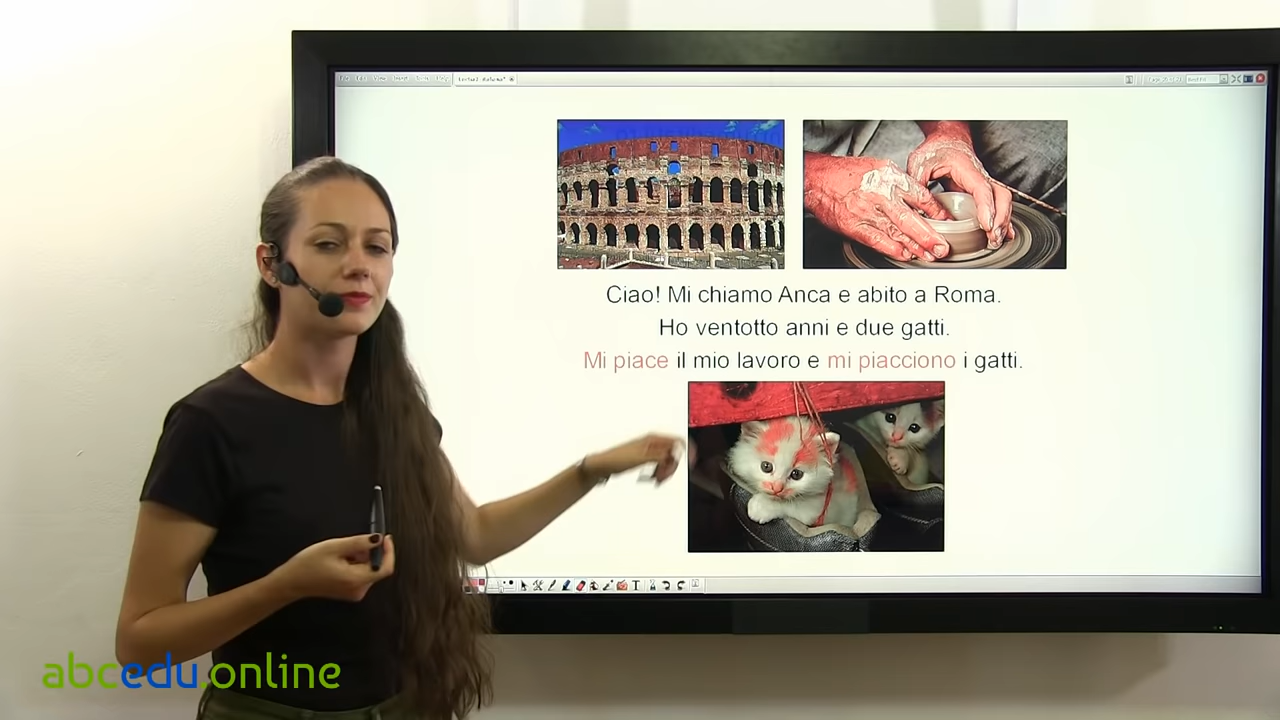 Ciao! Mi chiamo Anca e abito a Roma.
Ho ventotto anni e due gatti.
Mi piace il mio lavoro e mi piacciono i gatti.
abcedu.online